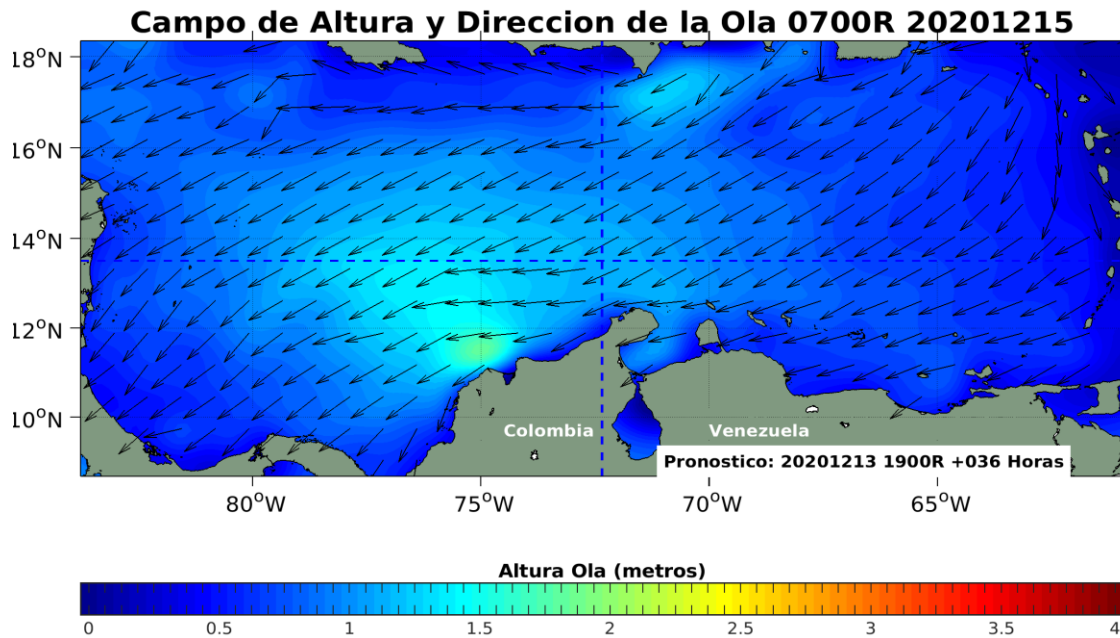 Campo de Altura y Direccion de la Ola 0700R 20201215
18°N
16°N
14°N
12°N
10°N
Colombia
Venezuela
Pronostico: 20201213 1900R +036 Horas
80°W
75°W
70°W
65°W
Altura Ola (metros)
0 0.5 1 1.5 2 2.5 3 3.5 4